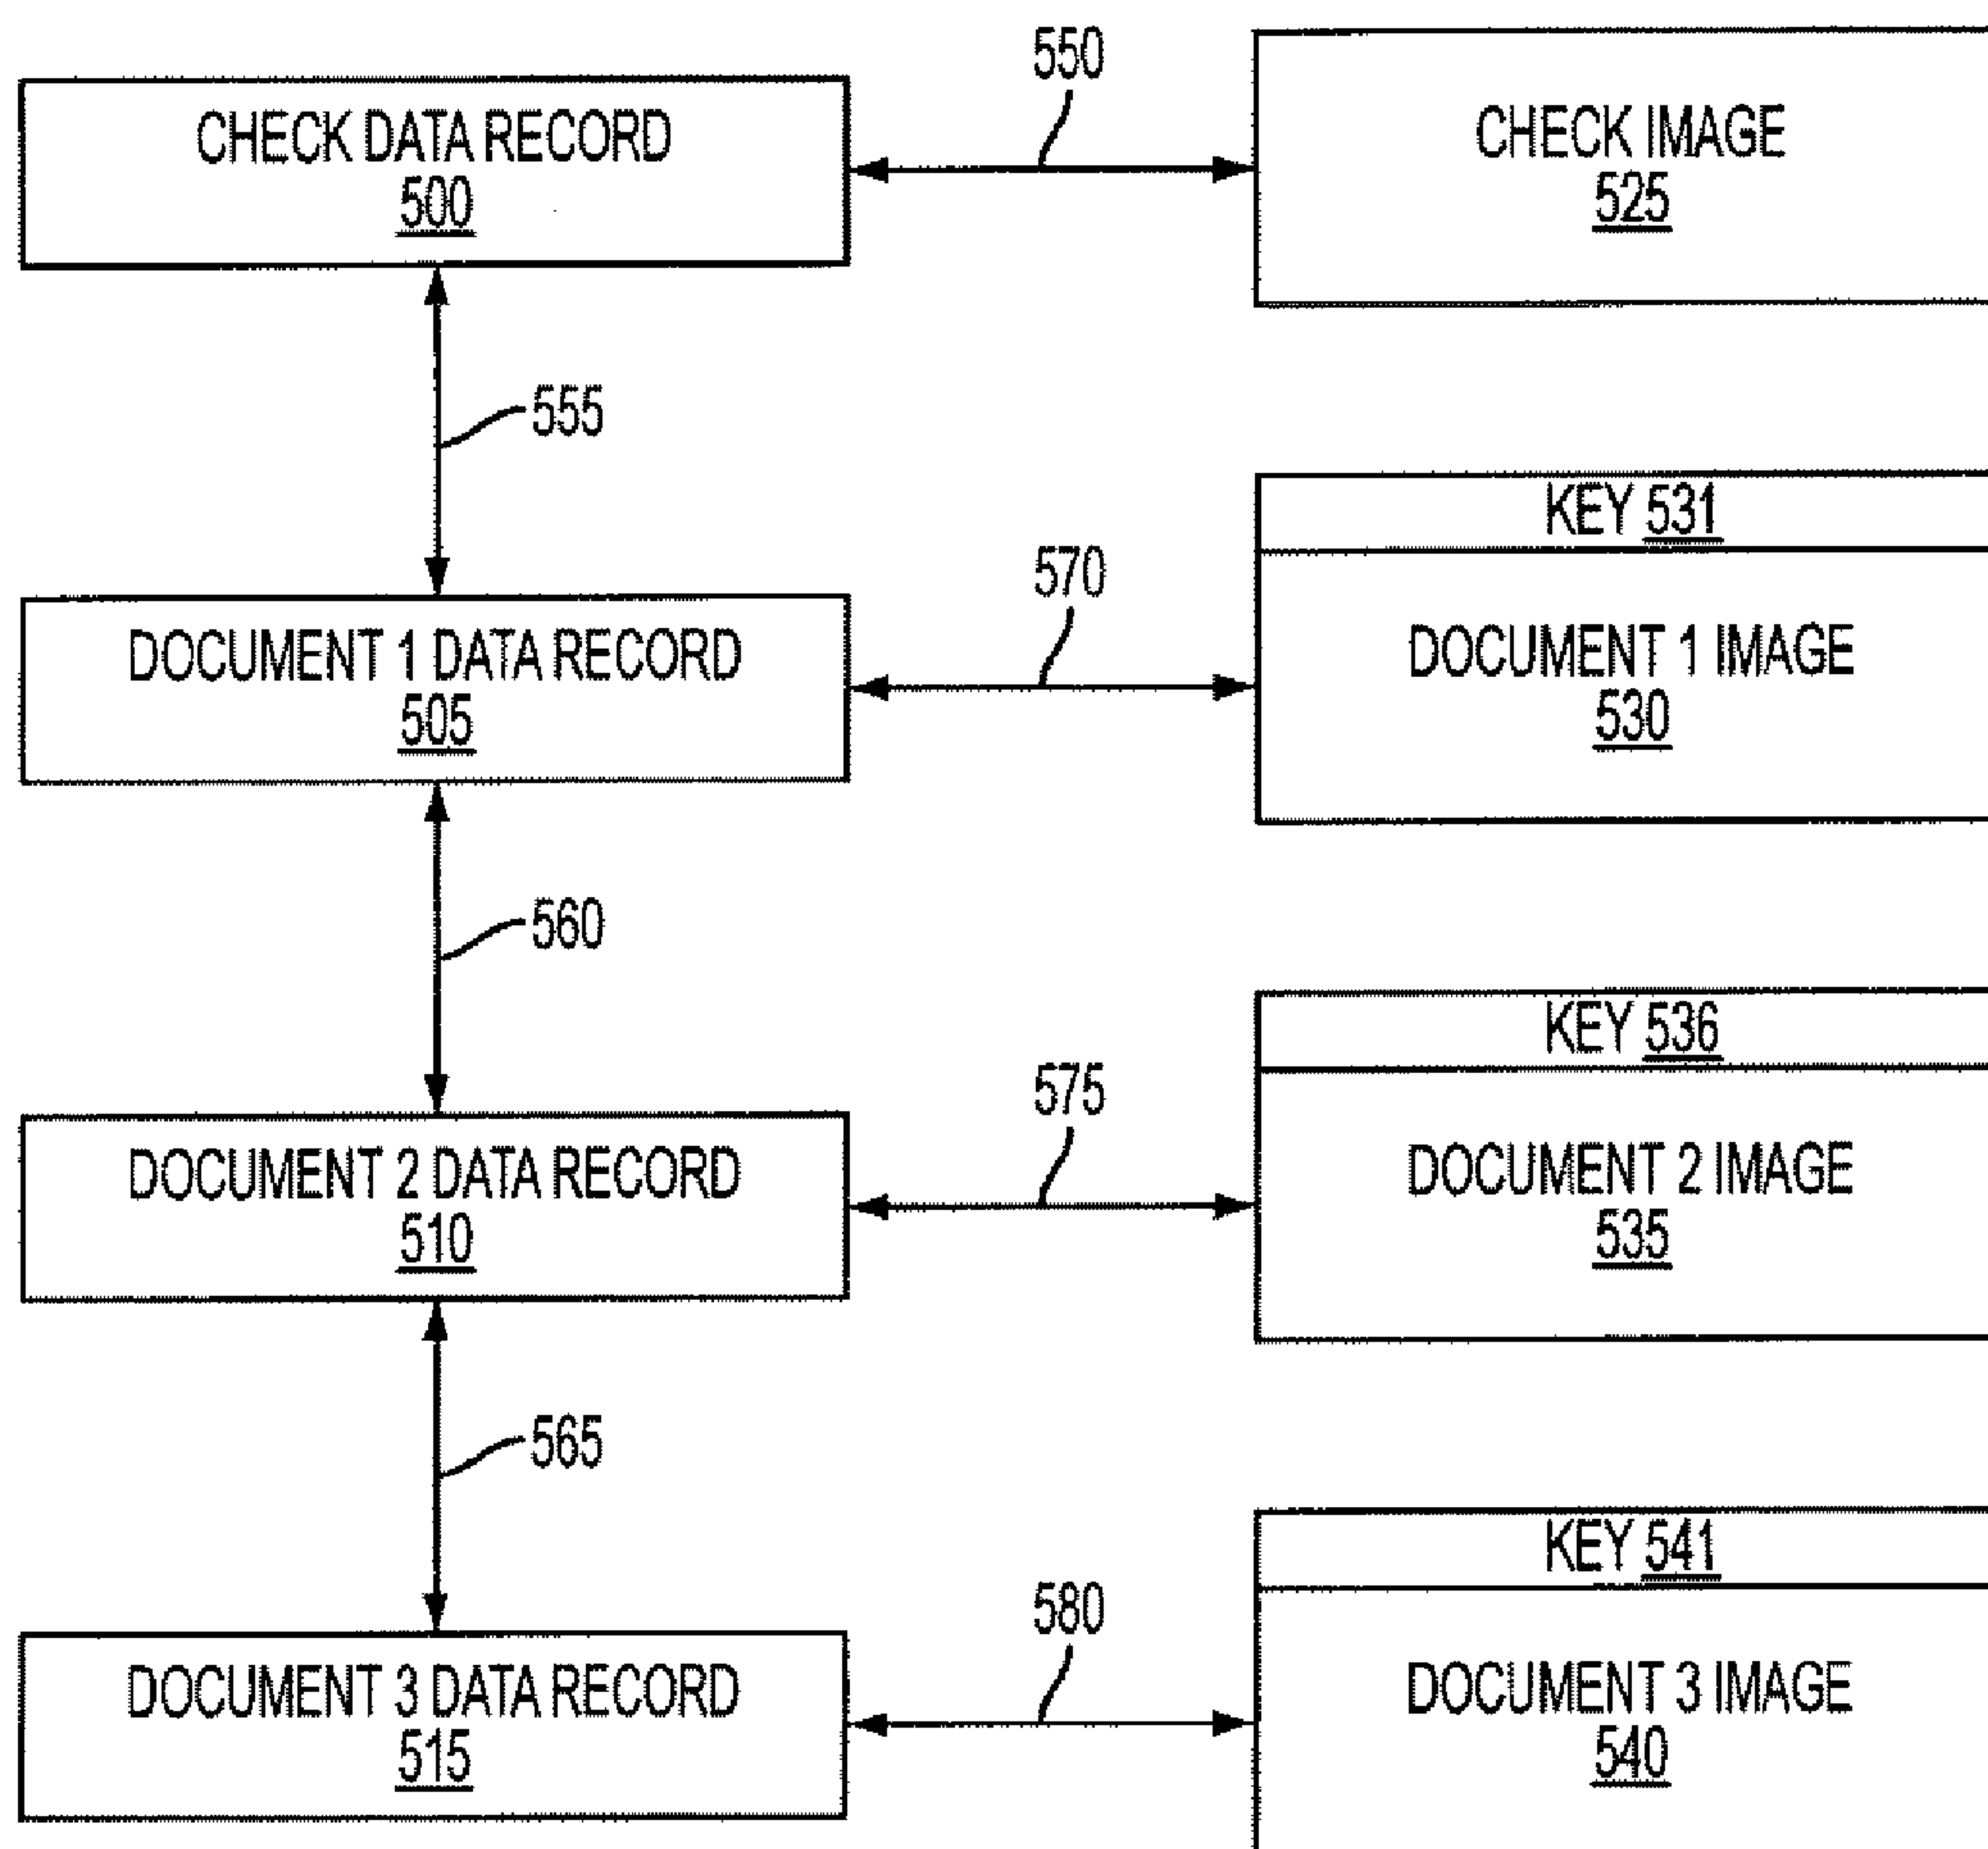 CHECK DATA RECORD
500
550
CHECK IMAGE
525
555
KEY 531
DOCUMENT 1 DATA RECORD
505
570
DOCUMENT 1 IMAGE
530
560
KEY 536
DOCUMENT 2 DATA RECORD
510
575
DOCUMENT 2 IMAGE
535
565
KEY 541
DOCUMENT 3 DATA RECORD
515
580
DOCUMENT 3 IMAGE
540